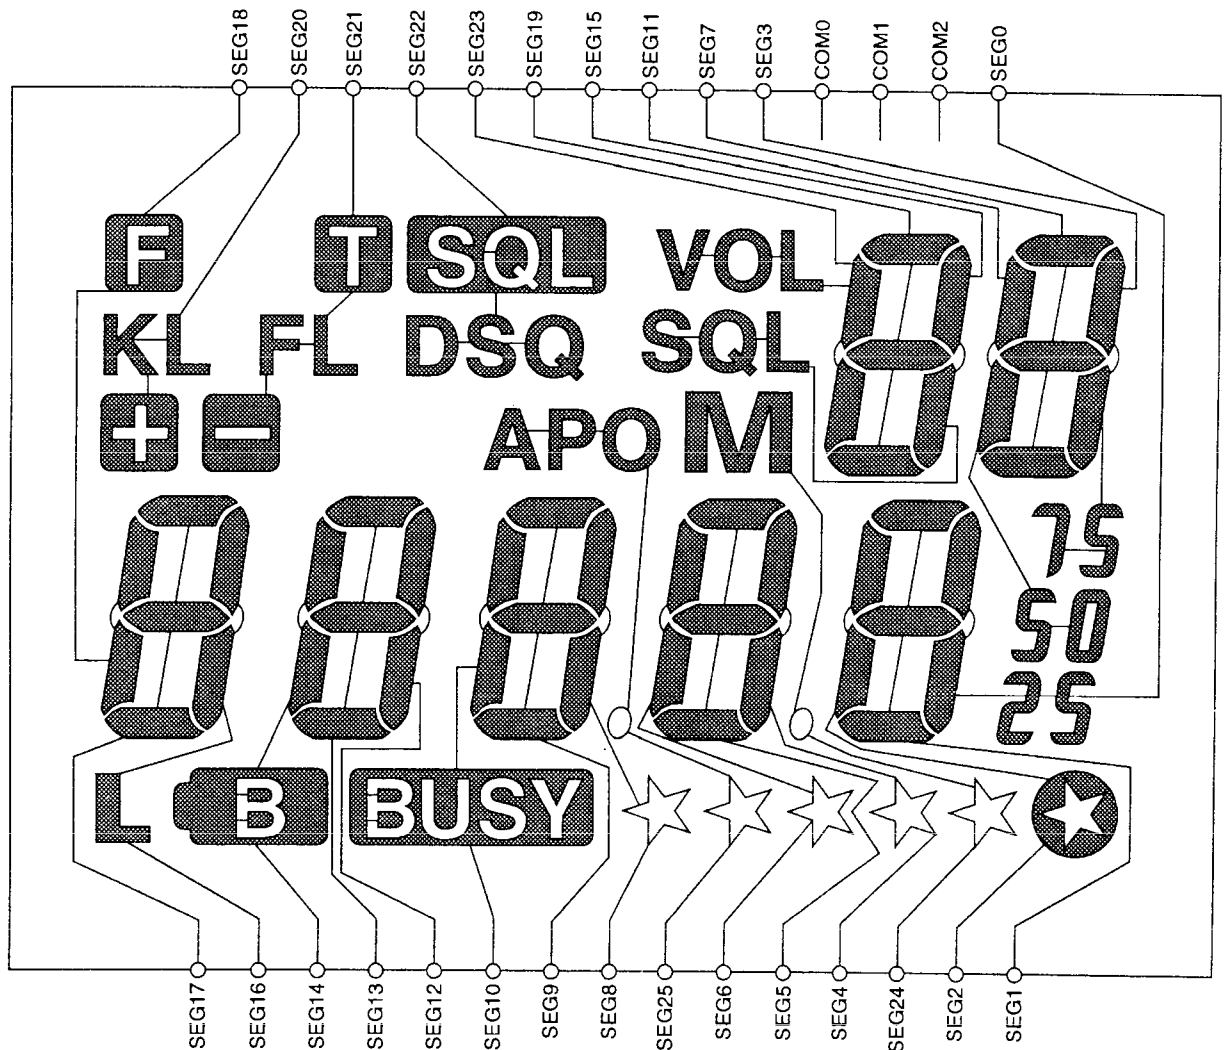 SEG18 SEG20 SEG21 SEG22 SEG23 SEG19 SEG15 SEG11 SEG7 SEG3 COM0 COM1 COM2 SEG0
F T SQL VOL
KL FL DSQ SQL
+ − APO M
75
50
25
L B BUSY
SEG17 SEG16 SEG14 SEG13 SEG12 SEG10 SEG9 SEG8 SEG25 SEG6 SEG5 SEG4 SEG24 SEG2 SEG1